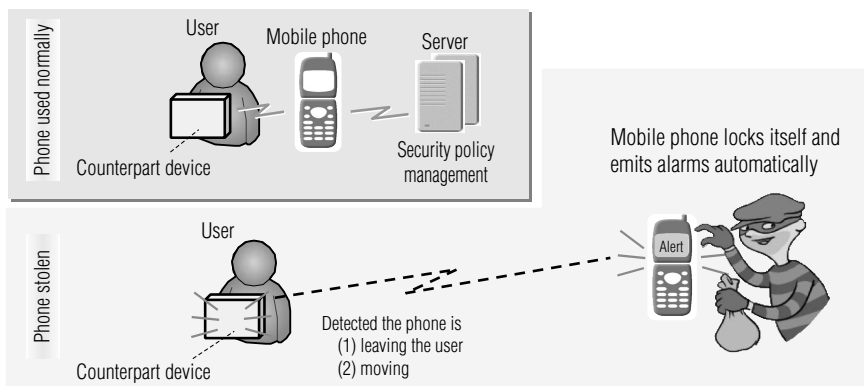 Phone used normally
User
Mobile phone
Server
Counterpart device
Security policy
management
Mobile phone locks itself and
emits alarms automatically
Phone stolen
User
Alert
Detected the phone is
(1) leaving the user
(2) moving
Counterpart device